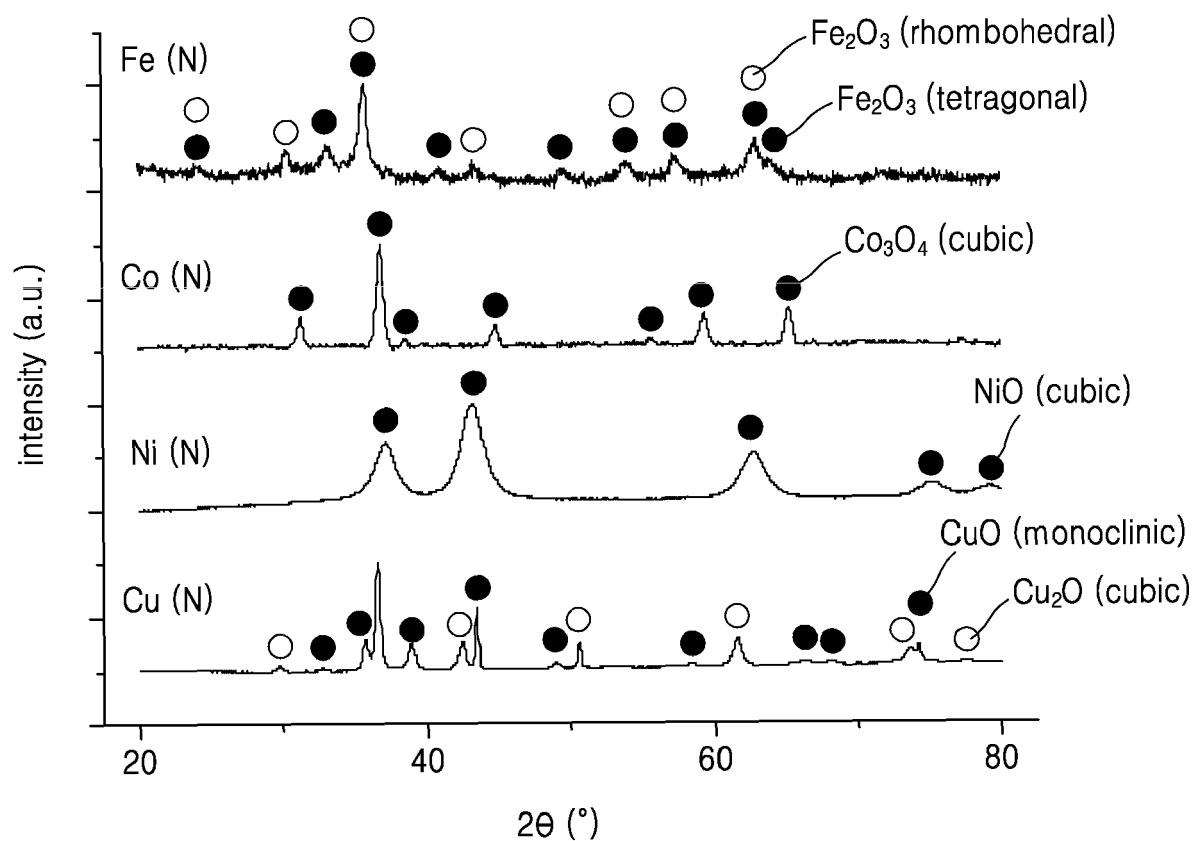 Fe (N)
Fe₂O₃ (rhombohedral)
Fe₂O₃ (tetragonal)
Co (N)
Co₃O₄ (cubic)
Ni (N)
NiO (cubic)
Cu (N)
CuO (monoclinic)
Cu₂O (cubic)
intensity (a.u.)
20 40 60 80
2θ (°)